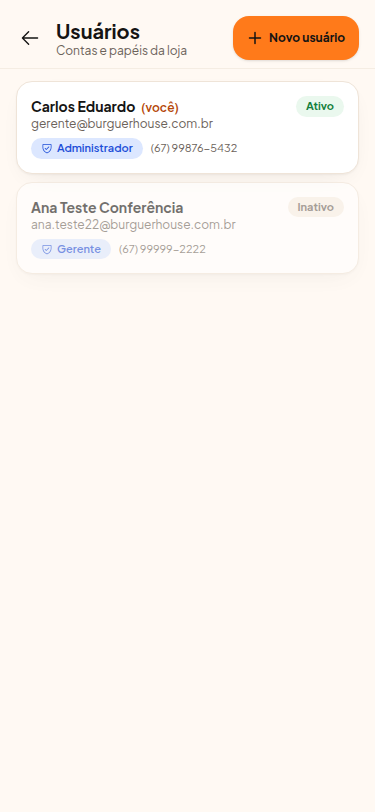 Usuários
Contas e papéis da loja
Novo usuário
Carlos Eduardo (você)
Ativo
gerente@burguerhouse.com.br
Administrador (67) 99876-5432
Ana Teste Conferência
Inativo
ana.teste22@burguerhouse.com.br
Gerente (67) 99999-2222